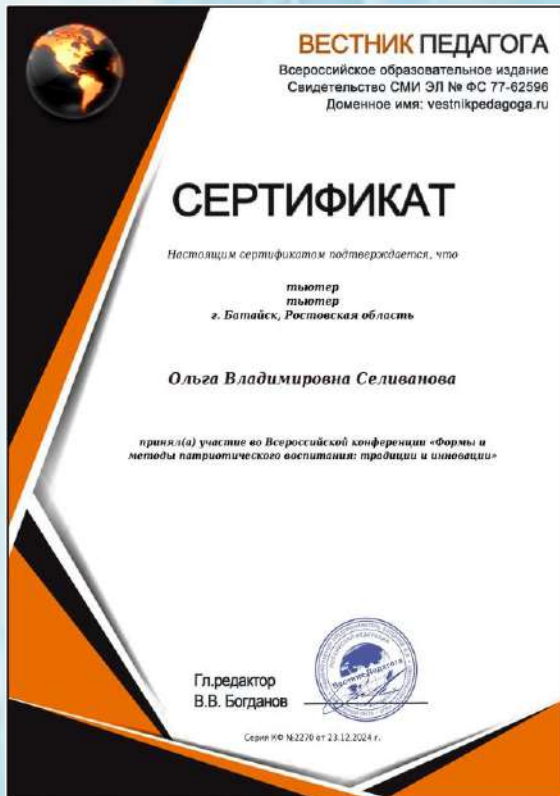 ВЕСТНИК ПЕДАГОГА
Всероссийское образовательное издание
Свидетельство СМИ ЭЛ № ФС 77-62596
Доменное имя: vestnikpedagoga.ru
СЕРТИФИКАТ
Настоящим сертификатом подтверждается, что
тьютер
тьютер
г. Батайск, Ростовская область
Ольга Владимировна Селиванова
принял(а) участие во Всероссийской конференции «Формы и
методы патриотического воспитания: традиции и инновации»
Гл.редактор
В.В. Богданов
Вестник Педагога
Серия КФ №2270 от 23.12.2024 г.